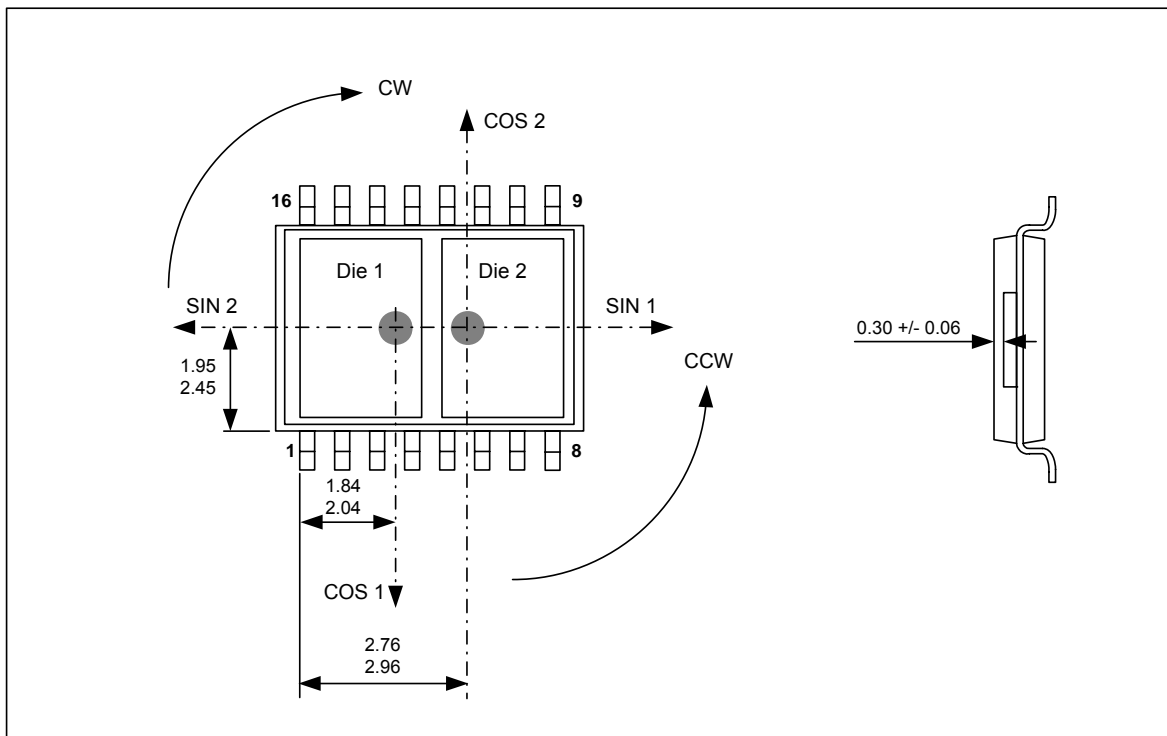 CW
COS 2
16
9
Die 1
Die 2
SIN 2
SIN 1
0.30 +/- 0.06
1.95
2.45
CCW
1
8
1.84
2.04
COS 1
2.76
2.96